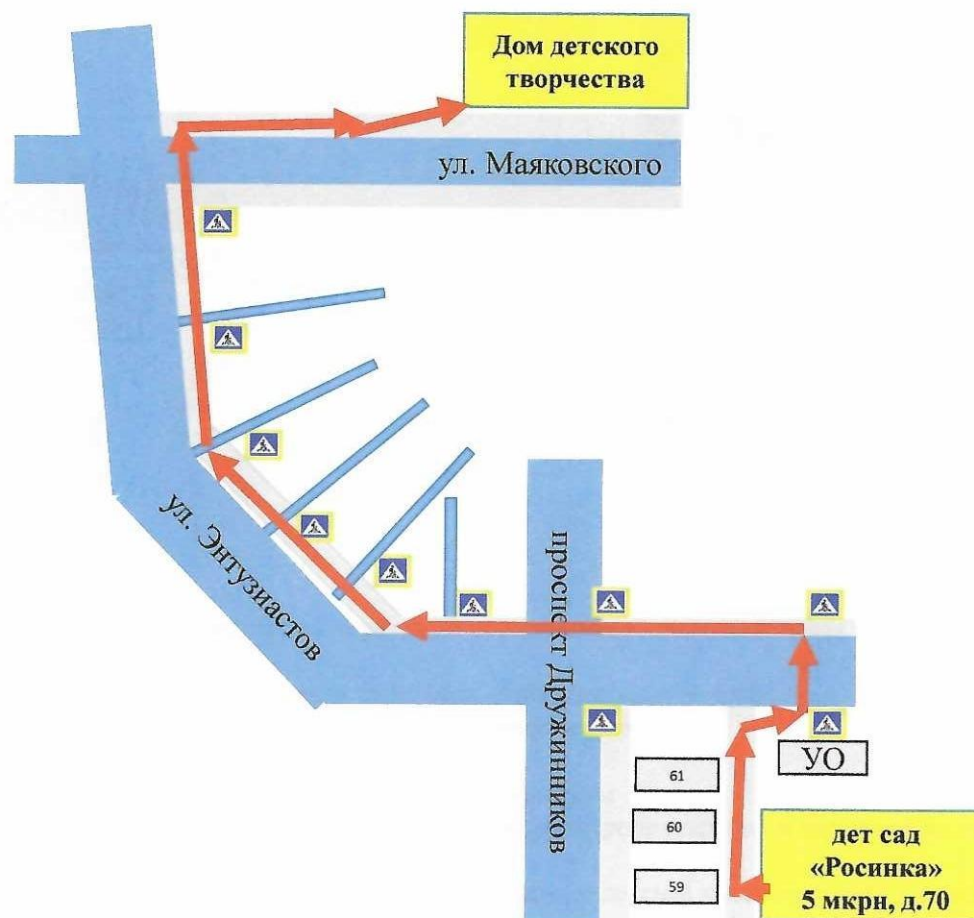 Дом детского
творчества
ул. Маяковского
ул. Энтузиастов
проспект Дружинников
УО
61
60
59
дет сад
«Росинка»
5 мкрн, д.70